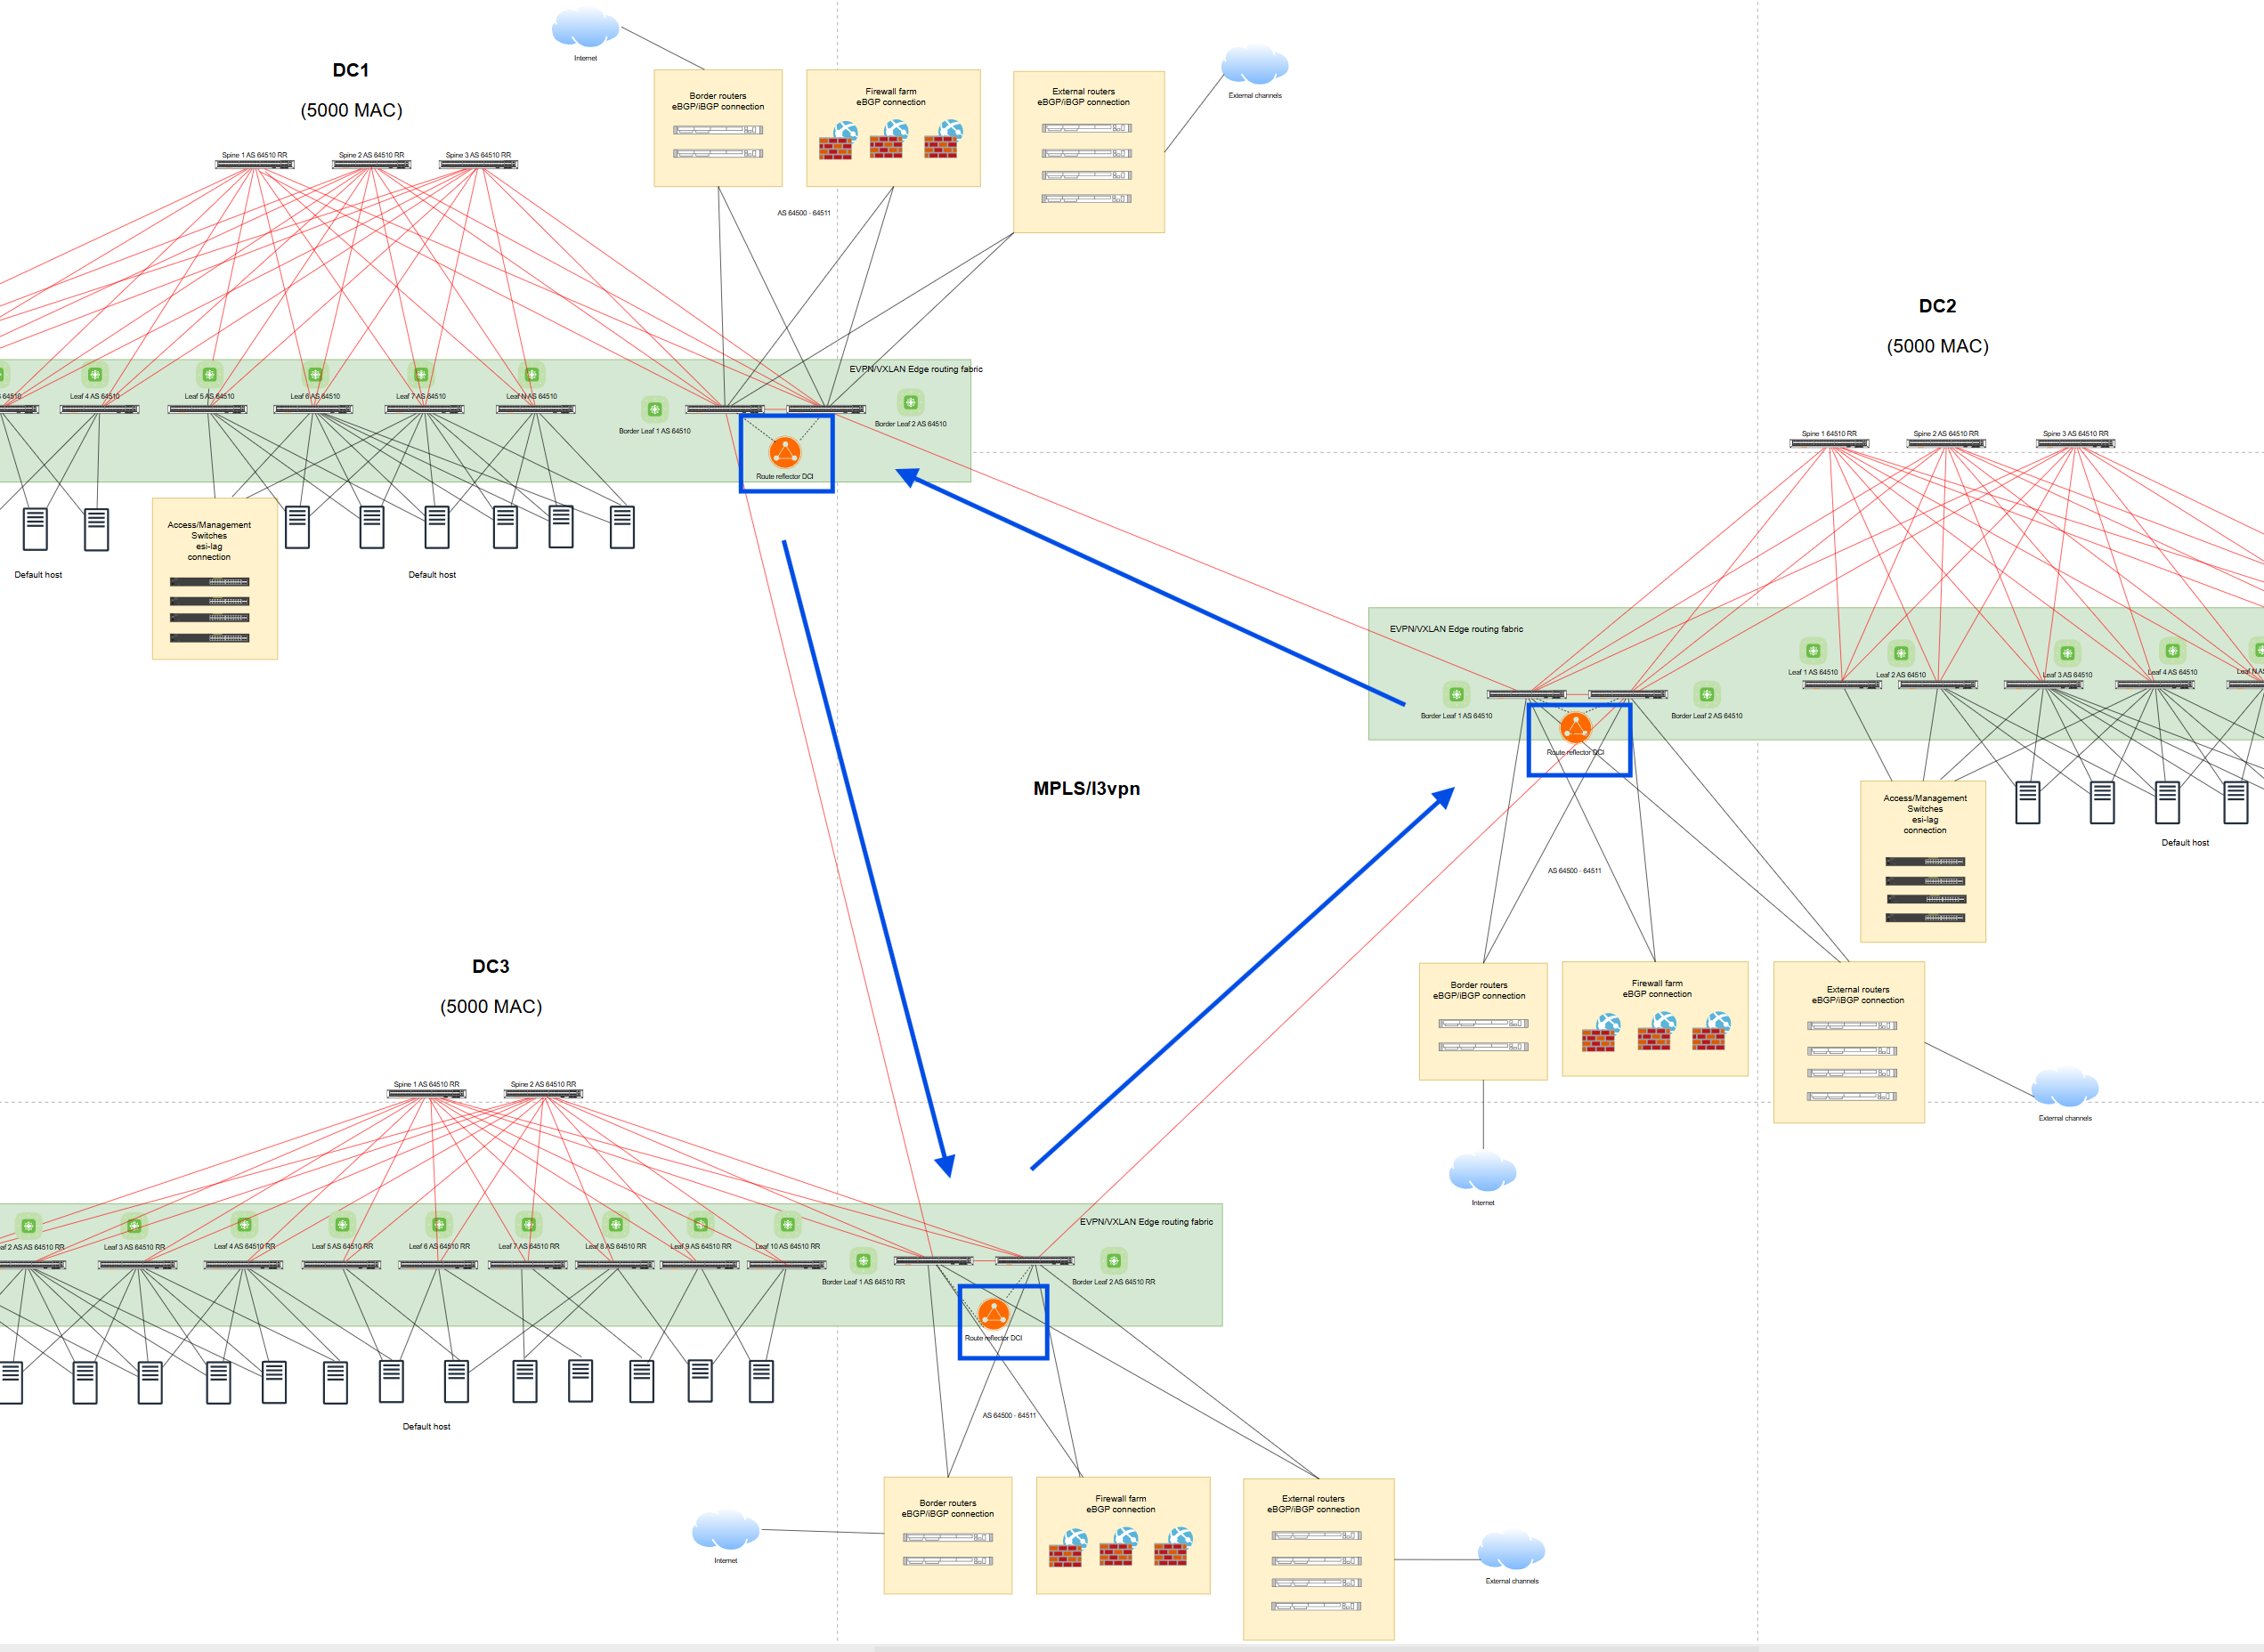 Internet
External channels
DC1
(5000 MAC)
Border routers
eBGP/iBGP connection
Firewall farm
eBGP connection
External routers
eBGP/iBGP connection
Spine 1 AS 64510 RR
Spine 2 AS 64510 RR
Spine 3 AS 64510 RR
AS 64500 - 64511
EVPN/VXLAN Edge routing fabric
64510
Leaf 4 AS 64510
Leaf 5 AS 64510
Leaf 6 AS 64510
Leaf 7 AS 64510
Leaf N AS 64510
Border Leaf 1 AS 64510
Border Leaf 2 AS 64510
Route reflector DCI
Access/Management
Switches
esi-lag
connection
Default host
Default host
DC2
(5000 MAC)
Spine 1 64510 RR
Spine 2 AS 64510 RR
Spine 3 AS 64510 RR
EVPN/VXLAN Edge routing fabric
Leaf 1 AS 64510
Leaf 2 AS 64510
Leaf 3 AS 64510
Leaf 4 AS 64510
Leaf N AS
Border Leaf 1 AS 64510
Border Leaf 2 AS 64510
Route reflector DCI
MPLS/l3vpn
Access/Management
Switches
esi-lag
connection
Default host
AS 64500 - 64511
Border routers
eBGP/iBGP connection
Firewall farm
eBGP connection
External routers
eBGP/iBGP connection
External channels
Internet
DC3
(5000 MAC)
Spine 1 AS 64510 RR
Spine 2 AS 64510 RR
EVPN/VXLAN Edge routing fabric
eaf 2 AS AS 64510 RR
Leaf 3 AS 64510 RR
Leaf 4 AS 64510 RR
Leaf 5 AS 64510 RR
Leaf 6 AS 64510 RR
Leaf 7 AS 64510 RR
Leaf 8 AS 64510 RR
Leaf 9 AS 64510 RR
Leaf 10 AS 64510 RR
Border Leaf 1 AS 64510 RR
Border Leaf 2 AS 64510 RR
Route reflector DCI
Default host
AS 64500 - 64511
Border routers
eBGP/iBGP connection
Firewall farm
eBGP connection
External routers
eBGP/iBGP connection
Internet
External channels